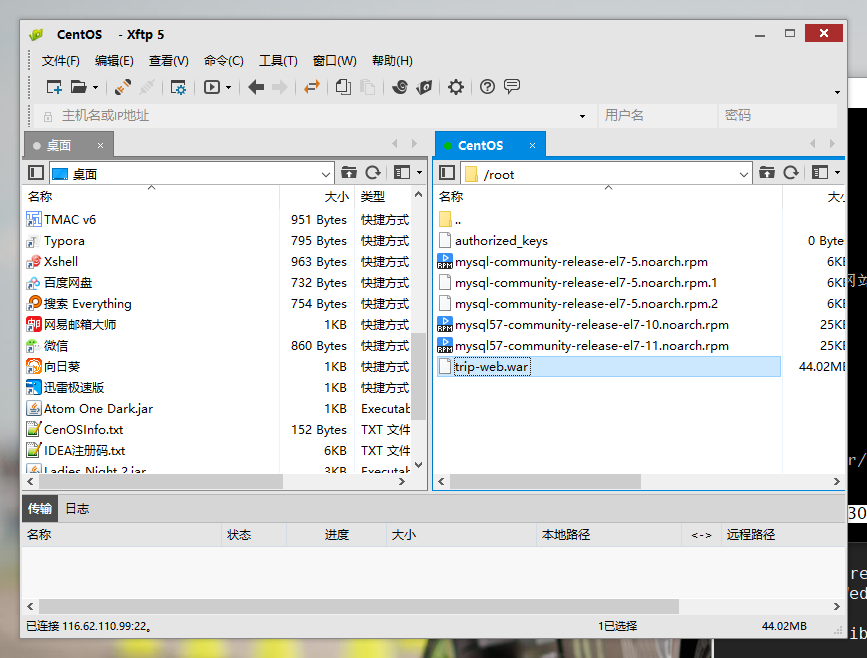 CentOS - Xftp 5
文件(F) 编辑(E) 查看(V) 命令(C) 工具(T) 窗口(W) 帮助(H)
主机名或IP地址 用户名 密码
桌面 ×
CentOS ×
桌面
/root
名称 大小 类型
TMAC v6 951 Bytes 快捷方式
Typora 795 Bytes 快捷方式
Xshell 963 Bytes 快捷方式
百度网盘 732 Bytes 快捷方式
搜索 Everything 754 Bytes 快捷方式
网易邮箱大师 1KB 快捷方式
微信 860 Bytes 快捷方式
向日葵 1KB 快捷方式
迅雷极速版 1KB 快捷方式
Atom One Dark.jar 1KB Executab
CenOSInfo.txt 152 Bytes TXT 文件
IDEA注册码.txt 6KB TXT 文件
Ladies Night 2.jar 3KB Executab
名称 大小
..
authorized_keys 0 Byte
mysql-community-release-el7-5.noarch.rpm 6KB
mysql-community-release-el7-5.noarch.rpm.1 6KB
mysql-community-release-el7-5.noarch.rpm.2 6KB
mysql57-community-release-el7-10.noarch.rpm 25KB
mysql57-community-release-el7-11.noarch.rpm 25KB
trip-web.war 44.02MB
传输 日志
名称 状态 进度 大小 本地路径 <-> 远程路径
已连接 116.62.110.99:22。 1已选择 44.02MB
网站
r/
30
re
ed
ib